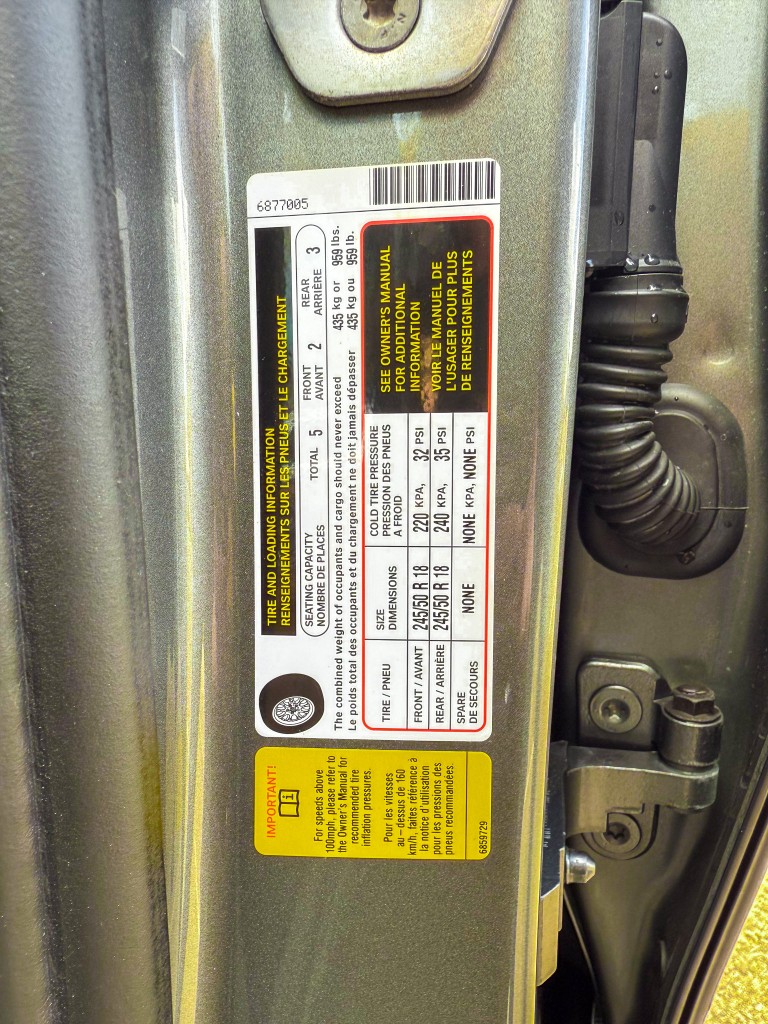 6877005
TIRE AND LOADING INFORMATION
RENSEIGNEMENTS SUR LES PNEUS ET LE CHARGEMENT
SEATING CAPACITY
NOMBRE DE PLACES
TOTAL 5
FRONT
AVANT 2
REAR
ARRIÈRE 3
The combined weight of occupants and cargo should never exceed 435 kg or 959 lbs.
Le poids total des occupants et du chargement ne doit jamais dépasser 435 kg ou 959 lb.
TIRE / PNEU
SIZE
DIMENSIONS
COLD TIRE PRESSURE
PRESSION DES PNEUS
A FROID
FRONT / AVANT 245/50 R 18 220 KPA, 32 PSI
REAR / ARRIÈRE 245/50 R 18 240 KPA, 35 PSI
SPARE
DE SECOURS NONE NONE KPA, NONE PSI
SEE OWNER'S MANUAL
FOR ADDITIONAL
INFORMATION
VOIR LE MANUEL DE
L'USAGER POUR PLUS
DE RENSEIGNEMENTS
IMPORTANT!
For speeds above
100mph, please refer to
the Owner's Manual for
recommended tire
inflation pressures.
Pour les vitesses
au-dessus de 160
km/h, faites référence à
la notice d'utilisation
pour les pressions des
pneus recommandées.
6859729